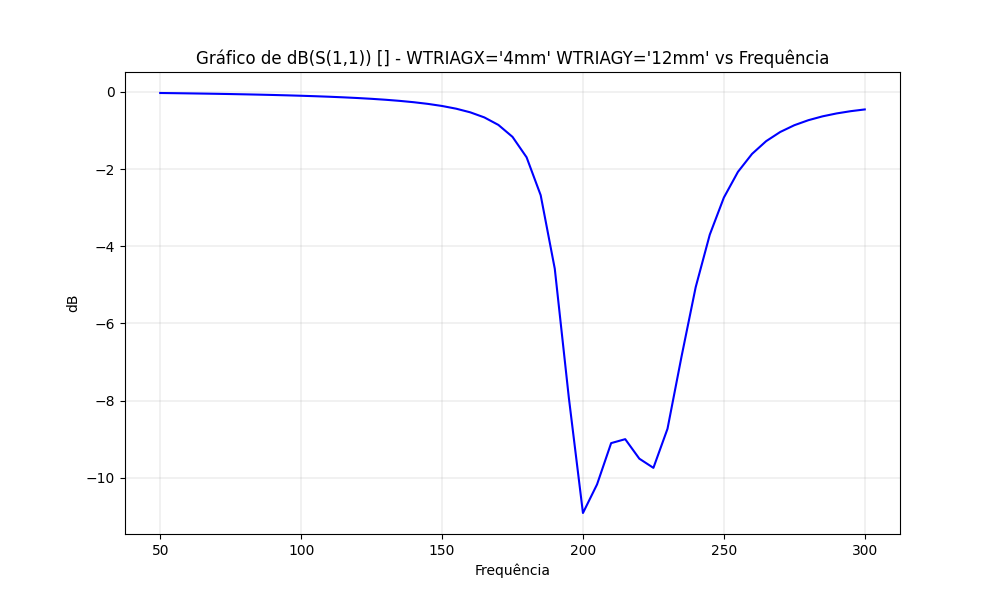 Gráfico de dB(S(1,1)) [] - WTRIAGX='4mm' WTRIAGY='12mm' vs Frequência
dB
0
−2
−4
−6
−8
−10
50 100 150 200 250 300
Frequência